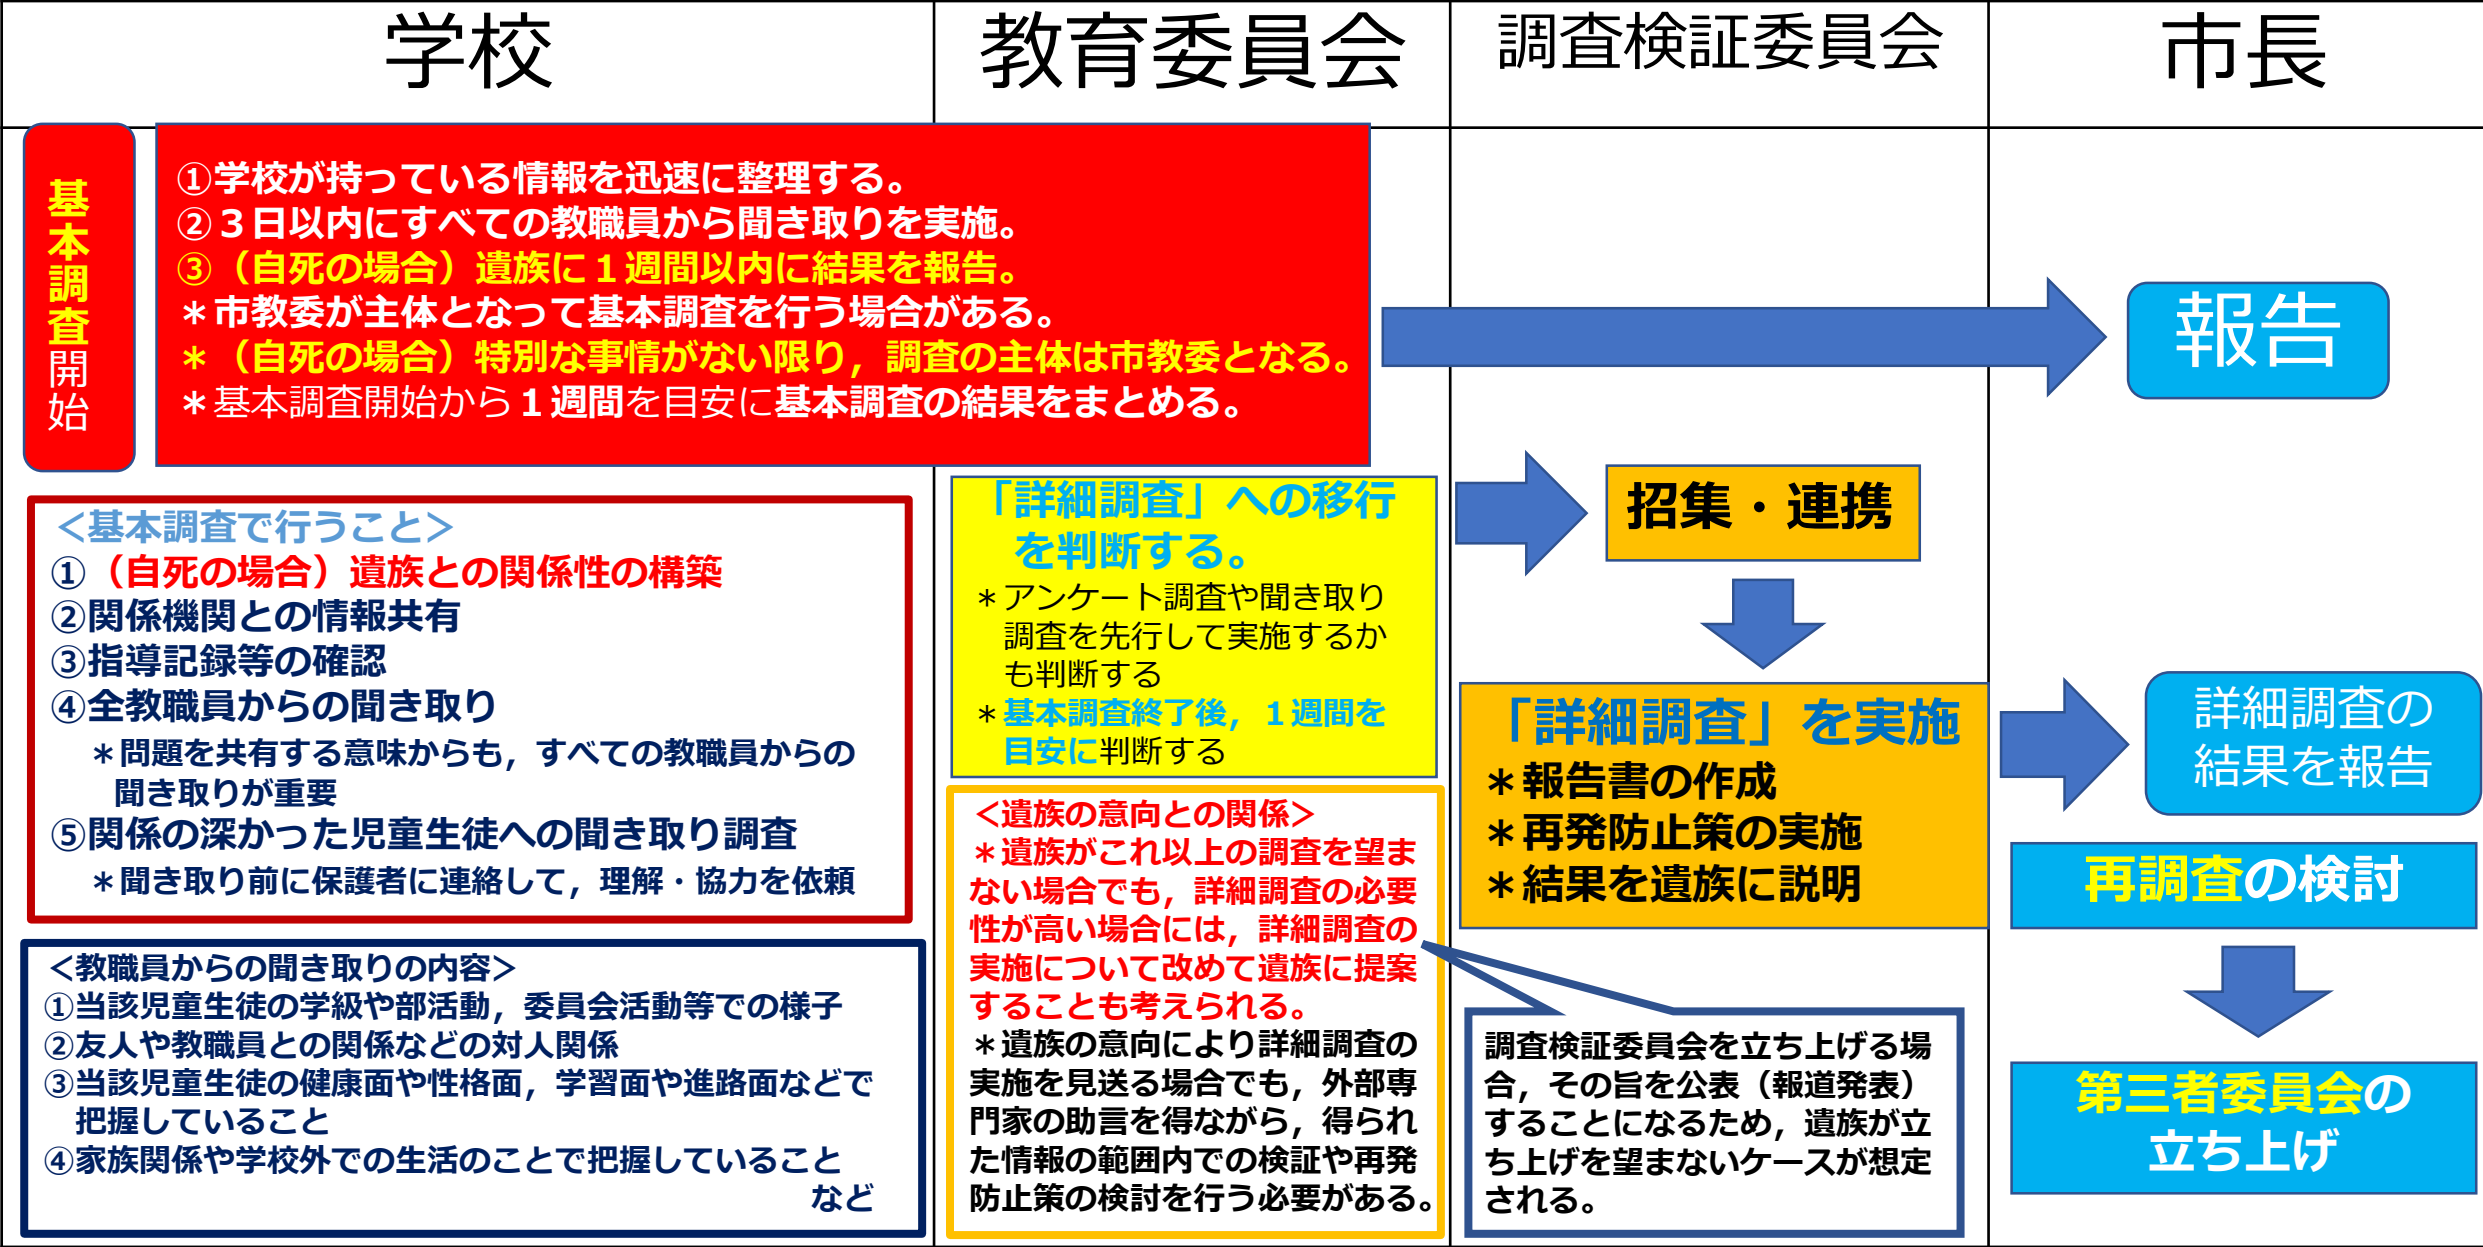 学校
教育委員会
調査検証委員会
市長
基本調査開始
①学校が持っている情報を迅速に整理する。
②３日以内にすべての教職員から聞き取りを実施。
③（自死の場合）遺族に１週間以内に結果を報告。
＊市教委が主体となって基本調査を行う場合がある。
＊（自死の場合）特別な事情がない限り，調査の主体は市教委となる。
＊基本調査開始から１週間を目安に基本調査の結果をまとめる。
報告
＜基本調査で行うこと＞
①（自死の場合）遺族との関係性の構築
②関係機関との情報共有
③指導記録等の確認
④全教職員からの聞き取り
＊問題を共有する意味からも，すべての教職員からの
聞き取りが重要
⑤関係の深かった児童生徒への聞き取り調査
＊聞き取り前に保護者に連絡して，理解・協力を依頼
＜教職員からの聞き取りの内容＞
①当該児童生徒の学級や部活動，委員会活動等での様子
②友人や教職員との関係などの対人関係
③当該児童生徒の健康面や性格面，学習面や進路面などで
把握していること
④家族関係や学校外での生活のことで把握していること
など
「詳細調査」への移行
を判断する。
＊アンケート調査や聞き取り
調査を先行して実施するか
も判断する
＊基本調査終了後，１週間を
目安に判断する
＜遺族の意向との関係＞
＊遺族がこれ以上の調査を望ま
ない場合でも，詳細調査の必要
性が高い場合には，詳細調査の
実施について改めて遺族に提案
することも考えられる。
＊遺族の意向により詳細調査の
実施を見送る場合でも，外部専
門家の助言を得ながら，得られ
た情報の範囲内での検証や再発
防止策の検討を行う必要がある。
招集・連携
「詳細調査」を実施
＊報告書の作成
＊再発防止策の実施
＊結果を遺族に説明
調査検証委員会を立ち上げる場
合，その旨を公表（報道発表）
することになるため，遺族が立
ち上げを望まないケースが想定
される。
詳細調査の
結果を報告
再調査の検討
第三者委員会の
立ち上げ